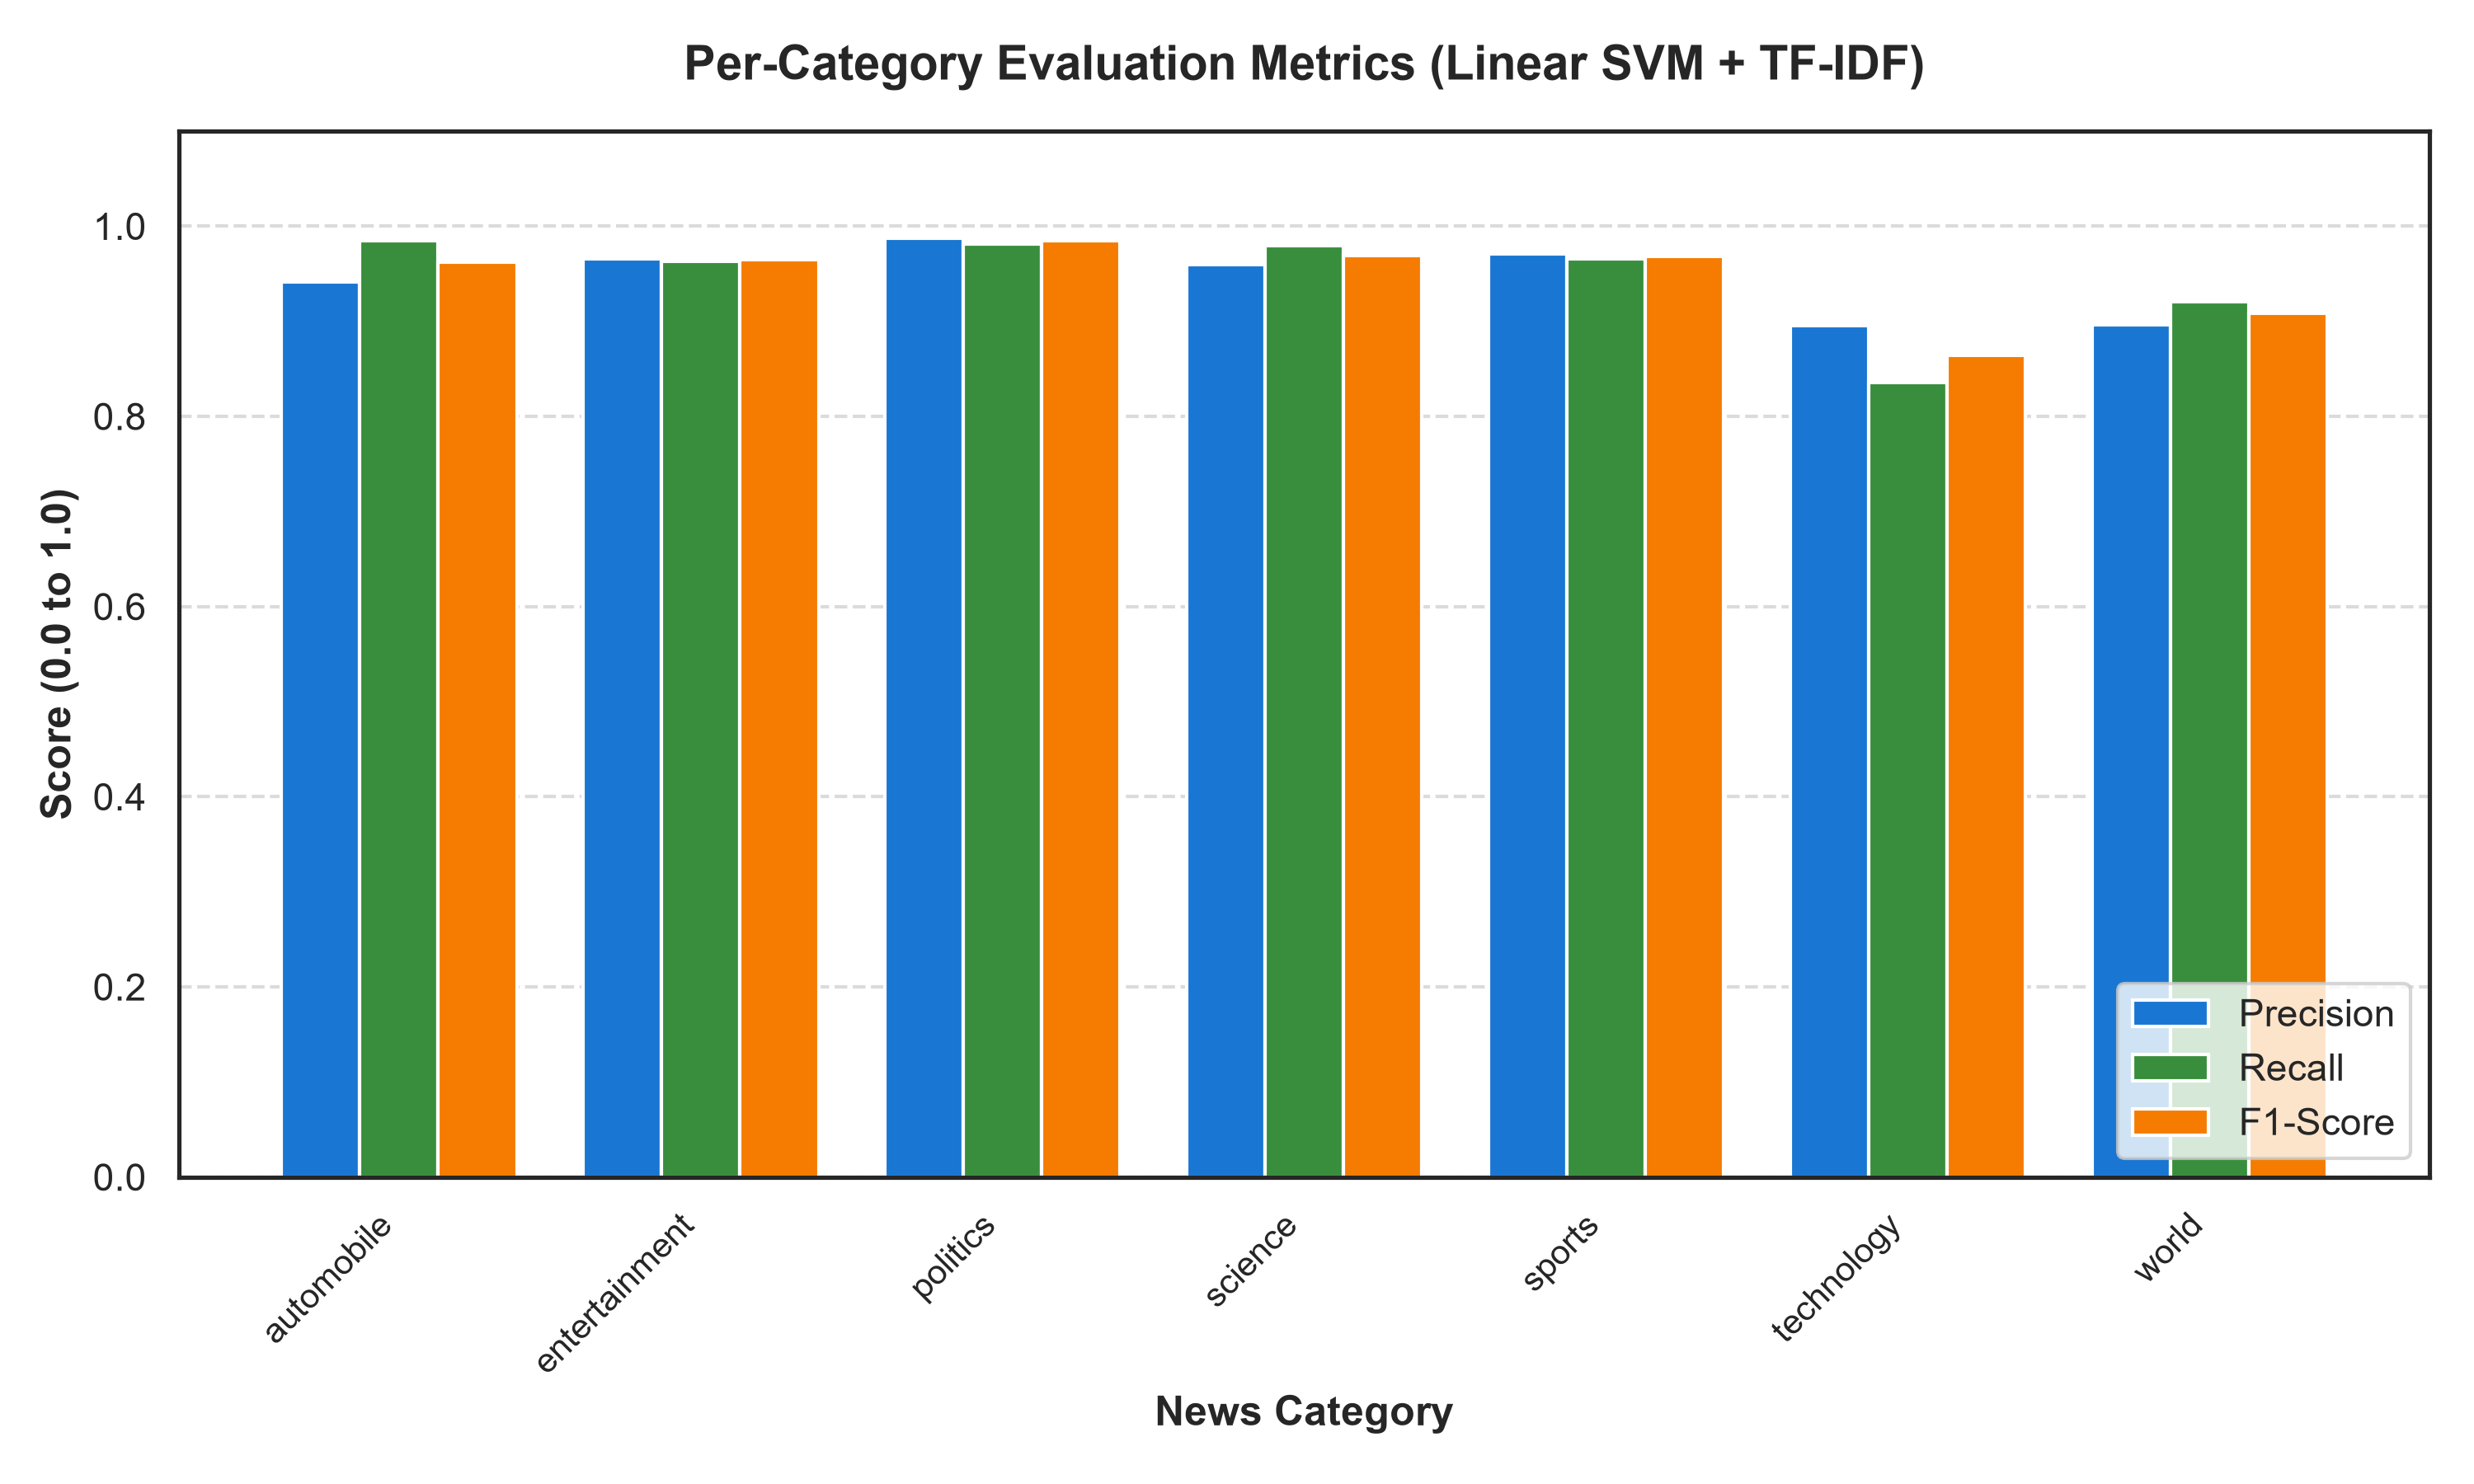 Per-Category Evaluation Metrics (Linear SVM + TF-IDF)
Score (0.0 to 1.0)
1.0
0.8
0.6
0.4
0.2
0.0
Precision
Recall
F1-Score
automobile
entertainment
politics
science
sports
technology
world
News Category